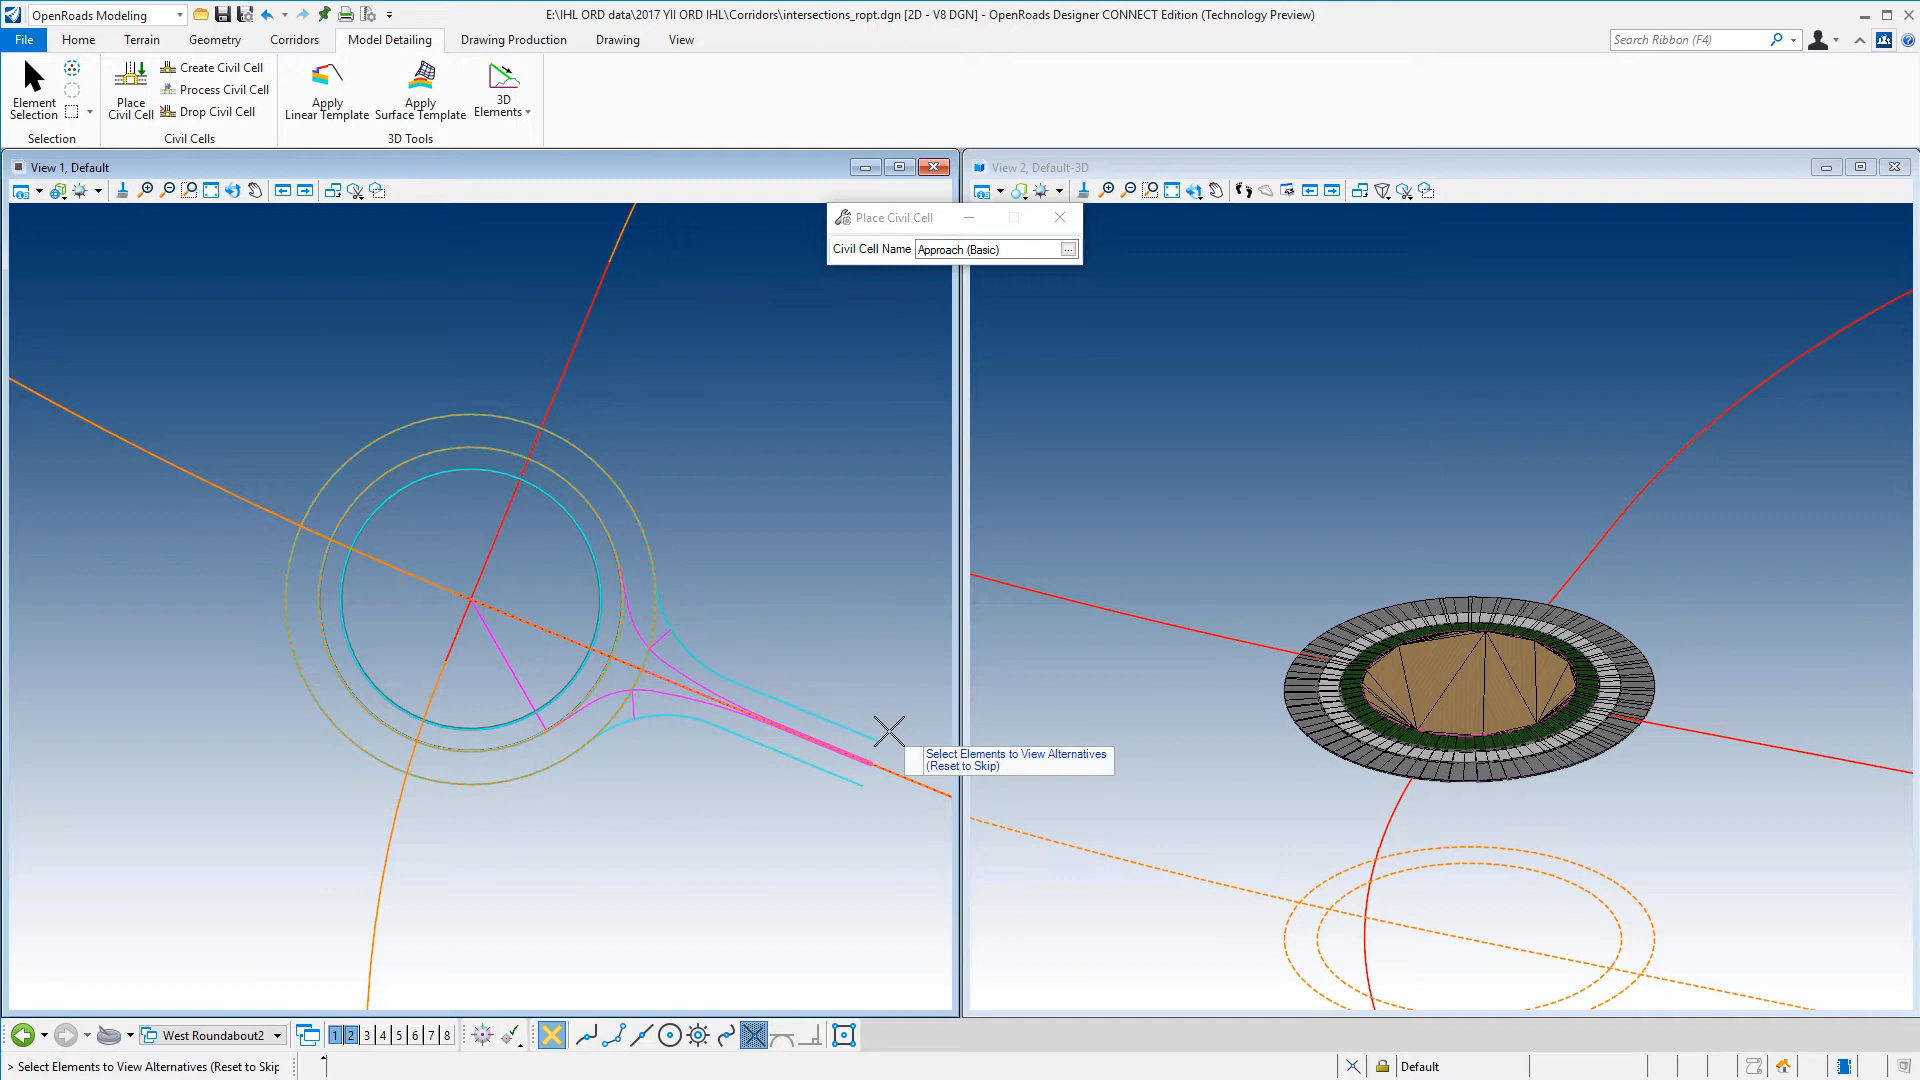 OpenRoads Modeling
E:\IHL ORD data\2017 YII ORD IHL\Corridors\intersections_ropt.dgn [2D - V8 DGN] - OpenRoads Designer CONNECT Edition (Technology Preview)
File
Home
Terrain
Geometry
Corridors
Model Detailing
Drawing Production
Drawing
View
Search Ribbon (F4)
Element
Selection
Selection
Place
Civil Cell
Create Civil Cell
Process Civil Cell
Drop Civil Cell
Civil Cells
Apply
Linear Template
Apply
Surface Template
3D
Elements
3D Tools
View 1, Default
View 2, Default-3D
Place Civil Cell
Civil Cell Name
Approach (Basic)
...
Select Elements to View Alternatives
(Reset to Skip)
West Roundabout2
1 2 3 4 5 6 7 8
> Select Elements to View Alternatives (Reset to Skip
Default